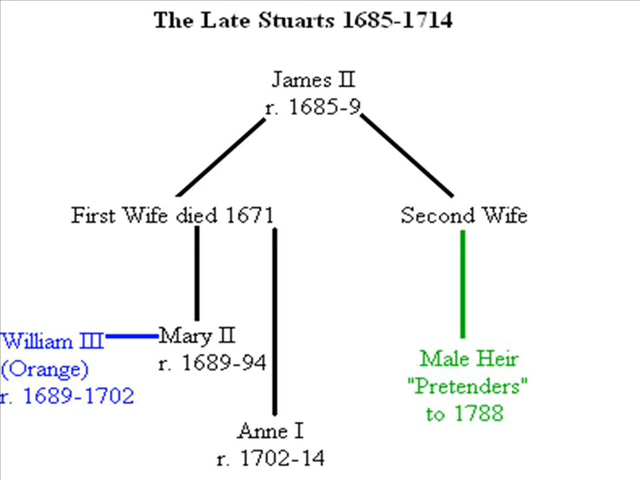 The Late Stuarts 1685-1714
James II
r. 1685-9
First Wife died 1671
Second Wife
William III
(Orange)
r. 1689-1702
Mary II
r. 1689-94
Male Heir
"Pretenders"
to 1788
Anne I
r. 1702-14